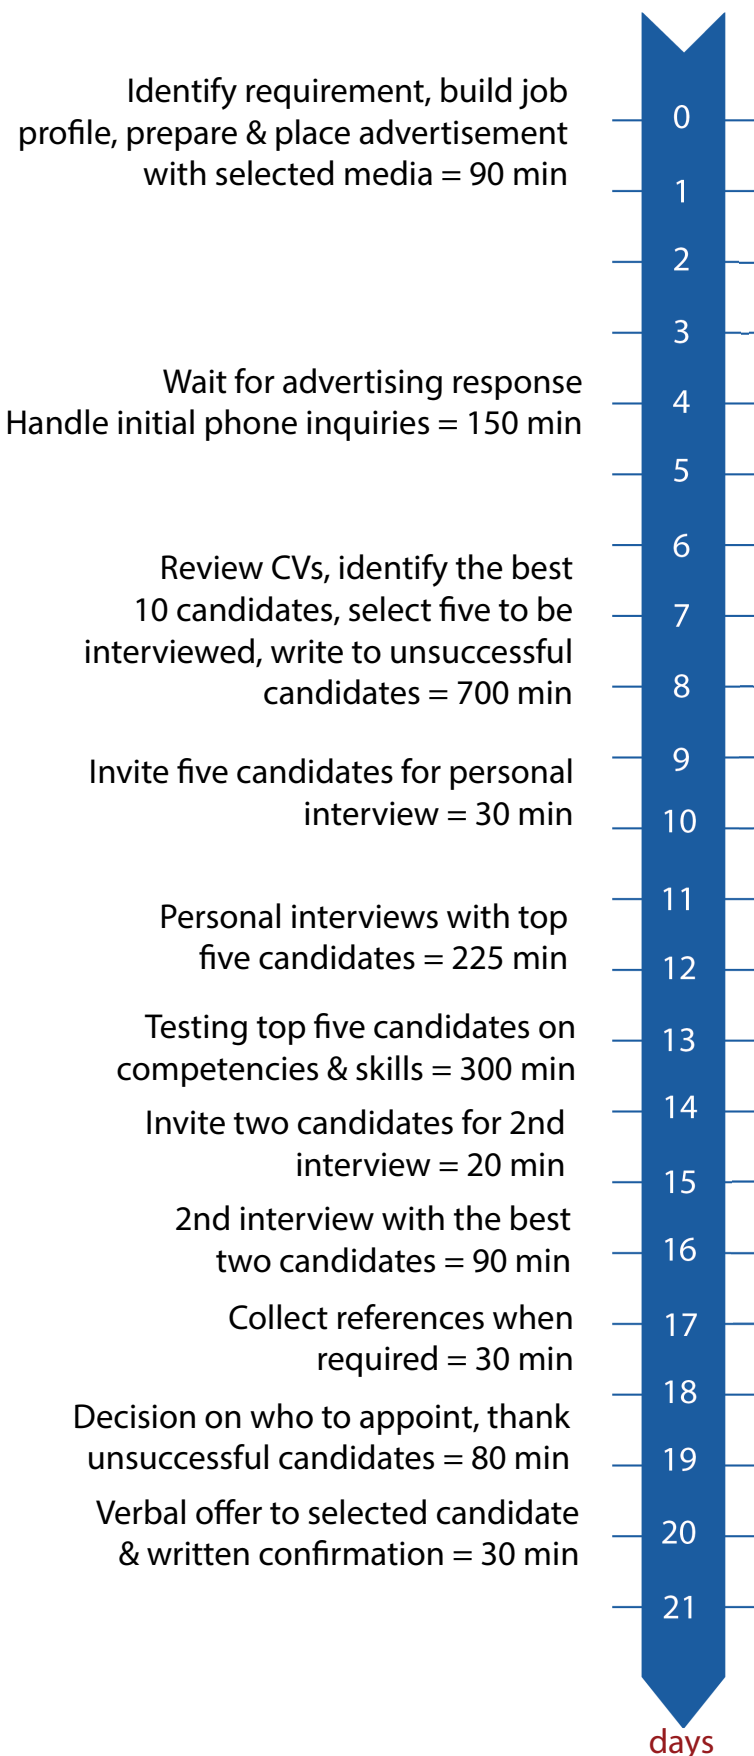 Identify requirement, build job
profile, prepare & place advertisement
with selected media = 90 min
0
1
2
3
Wait for advertising response
Handle initial phone inquiries = 150 min
4
5
6
Review CVs, identify the best
10 candidates, select five to be
interviewed, write to unsuccessful
candidates = 700 min
7
8
9
Invite five candidates for personal
interview = 30 min
10
11
Personal interviews with top
five candidates = 225 min
12
Testing top five candidates on
competencies & skills = 300 min
13
14
Invite two candidates for 2nd
interview = 20 min
15
2nd interview with the best
two candidates = 90 min
16
Collect references when
required = 30 min
17
18
Decision on who to appoint, thank
unsuccessful candidates = 80 min
19
Verbal offer to selected candidate
& written confirmation = 30 min
20
21
days